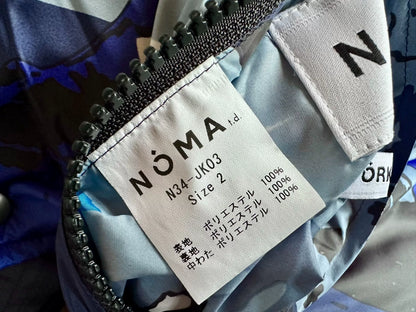 NOMA t.d.
N34-JK03
Size 2
表地 ポリエステル 100%
裏地 ポリエステル 100%
中わた ポリエステル 100%
N
ORK